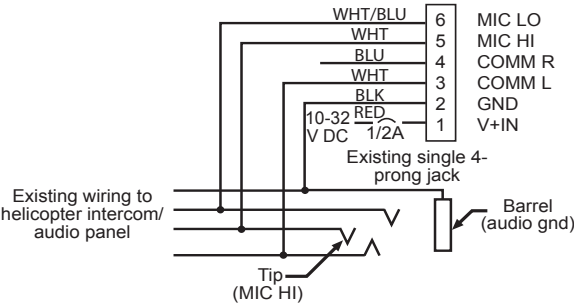 WHT/BLU 6 MIC LO
WHT 5 MIC HI
BLU 4 COMM R
WHT 3 COMM L
BLK 2 GND
10-32 V DC RED 1/2A 1 V+IN
Existing single 4-
prong jack
Existing wiring to
helicopter intercom/
audio panel
Barrel
(audio gnd)
Tip
(MIC HI)